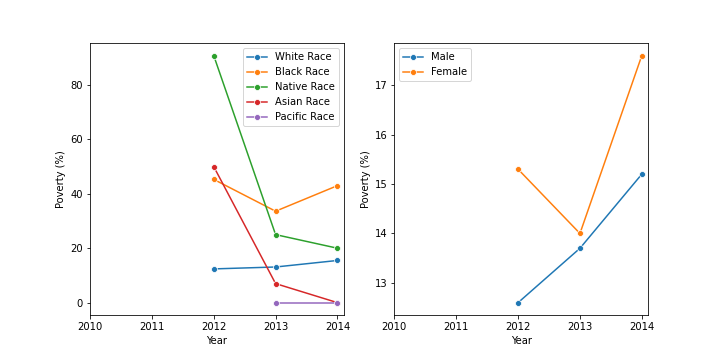 White Race
Black Race
Native Race
Asian Race
Pacific Race
80
60
40
20
0
Poverty (%)
2010 2011 2012 2013 2014
Year
Male
Female
17
16
15
14
13
Poverty (%)
2010 2011 2012 2013 2014
Year